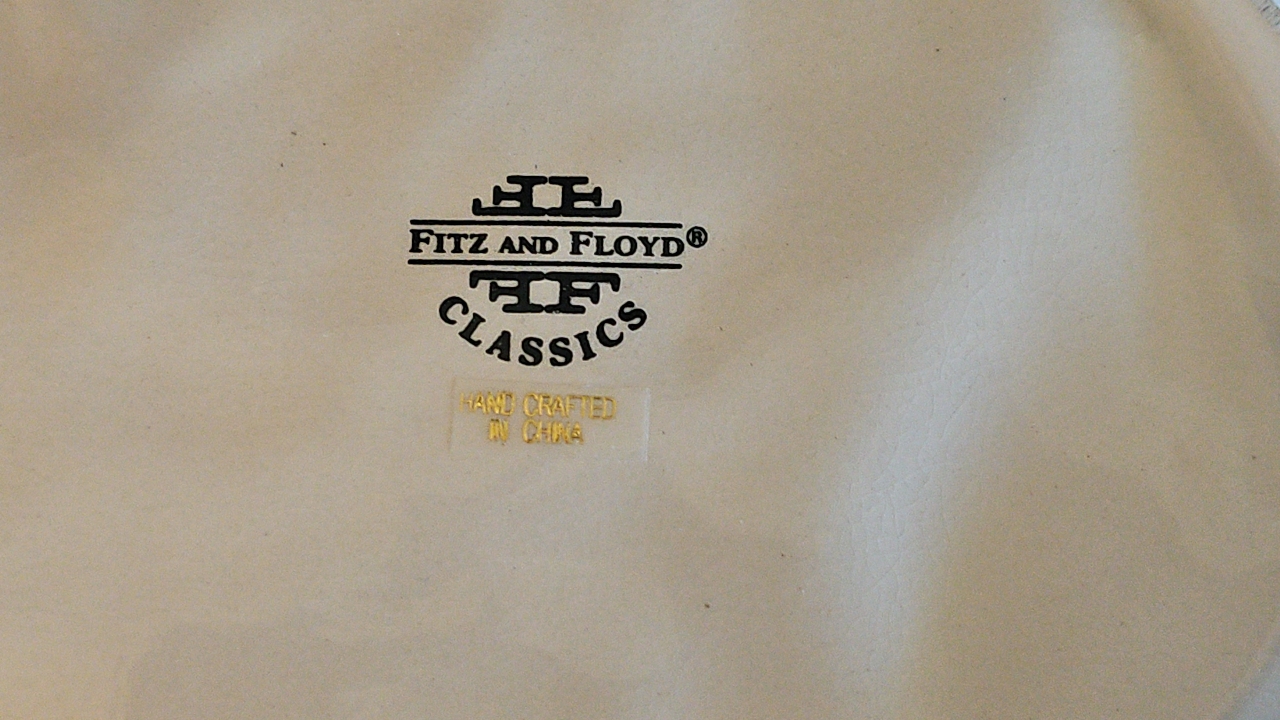 FITZ AND FLOYD®
CLASSICS
HAND CRAFTED
IN CHINA